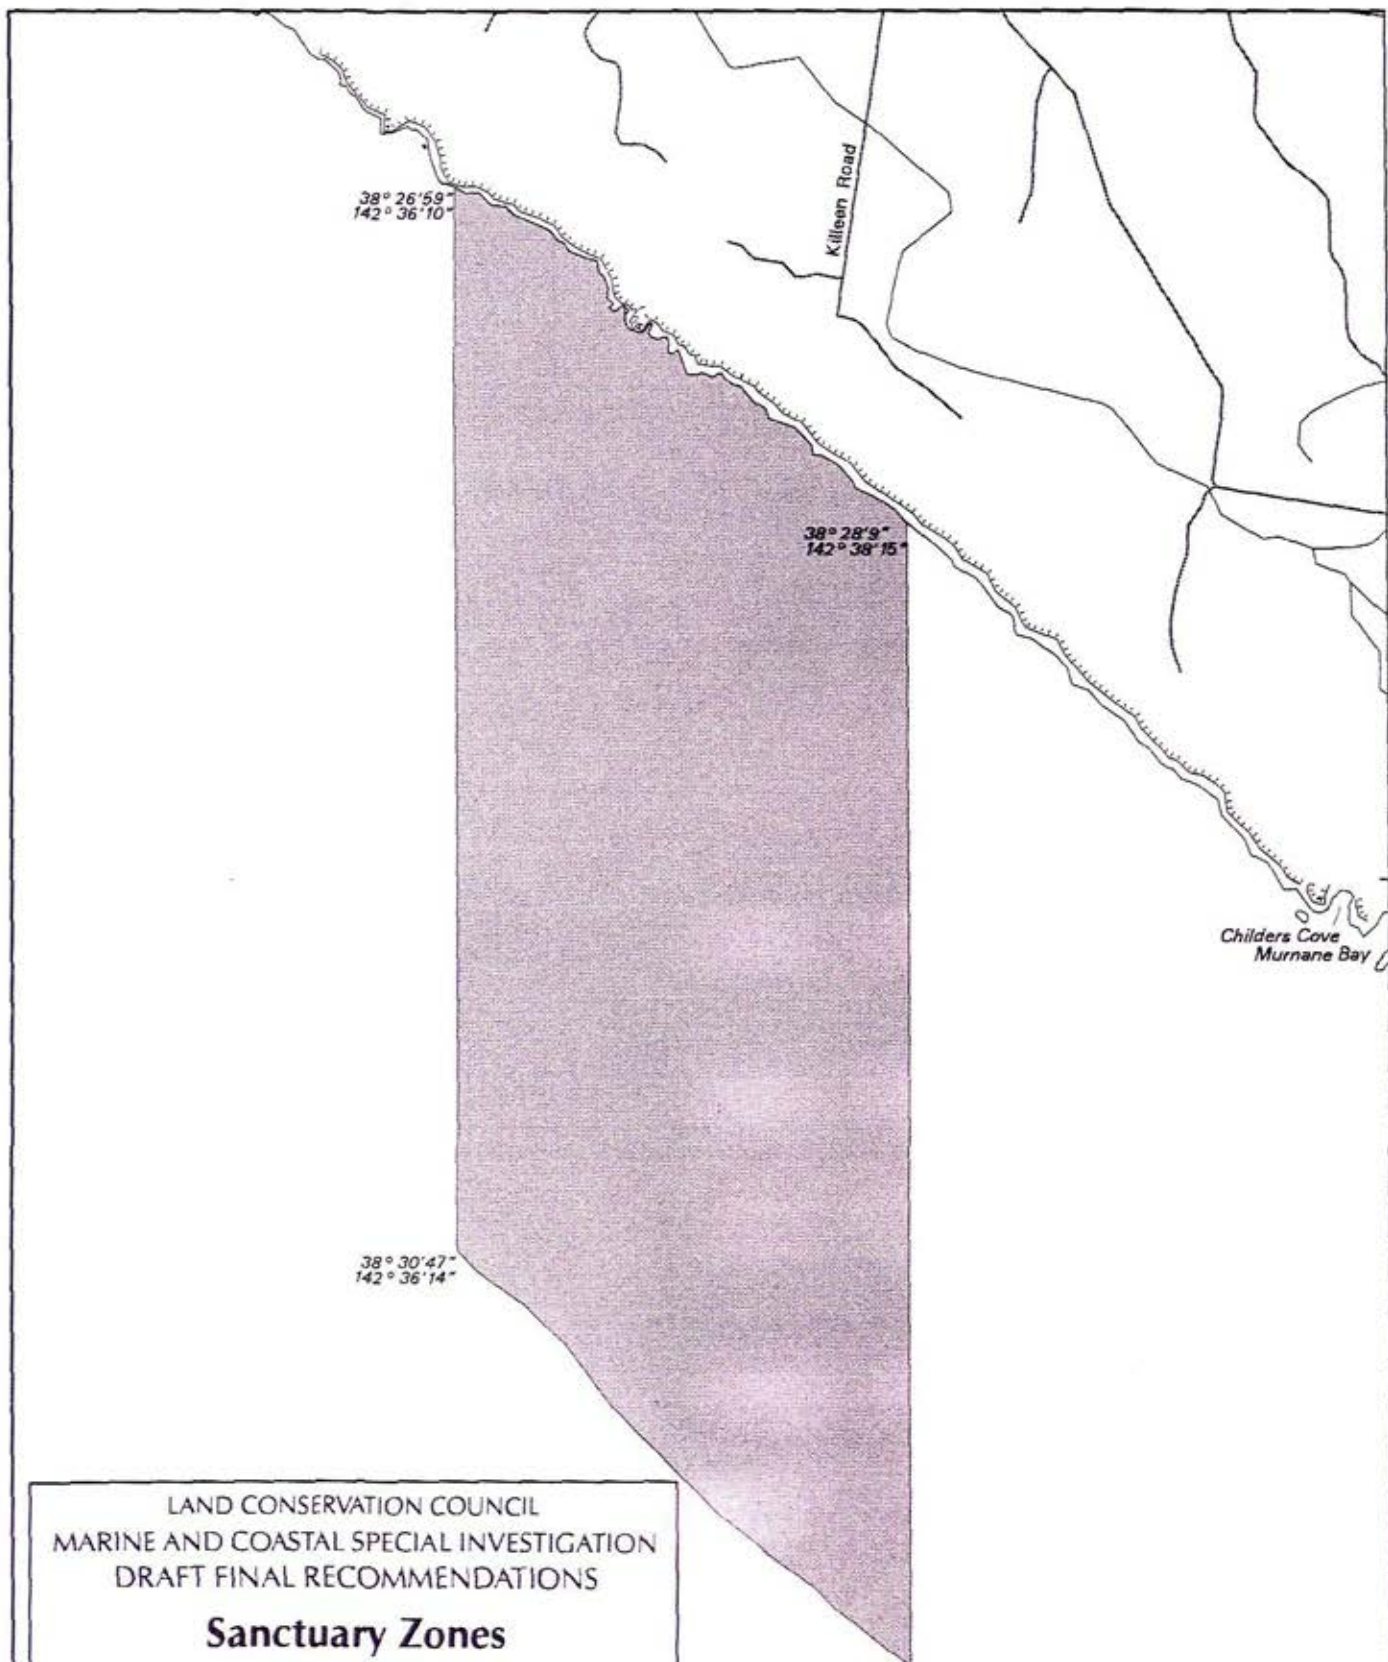 38° 26'59"
142° 36'10"
Killeen Road
38° 28'9"
142° 38'15"
Childers Cove
Murnane Bay
38° 30'47"
142° 36'14"
LAND CONSERVATION COUNCIL
MARINE AND COASTAL SPECIAL INVESTIGATION
DRAFT FINAL RECOMMENDATIONS
Sanctuary Zones